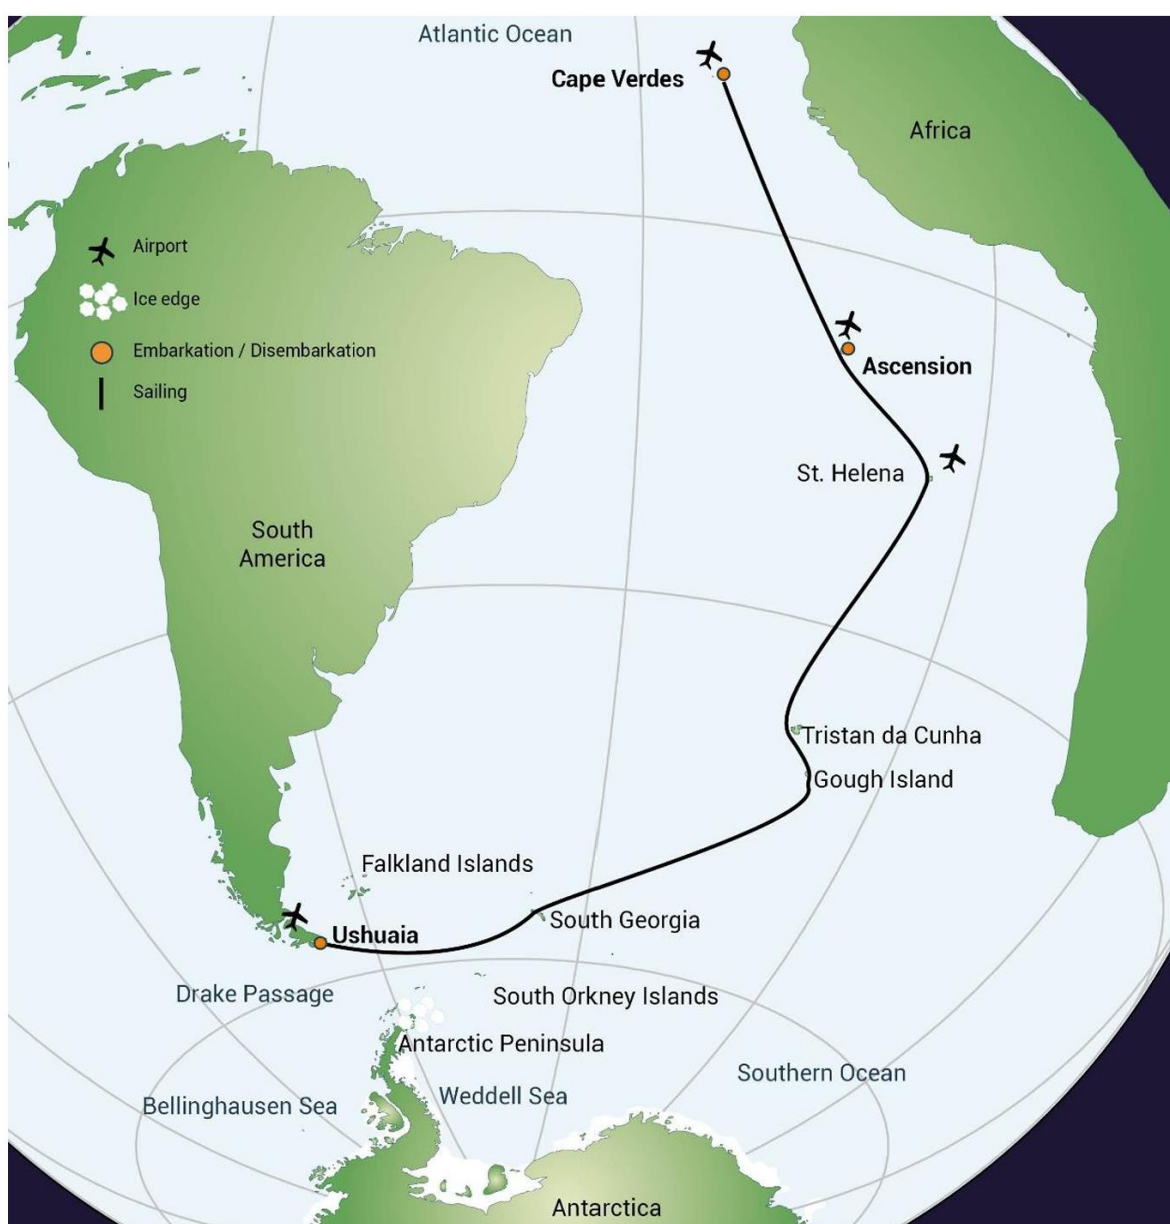 Atlantic Ocean
Cape Verdes
Africa
Airport
Ice edge
Embarkation / Disembarkation
Ascension
Sailing
St. Helena
South
America
Tristan da Cunha
Gough Island
Falkland Islands
South Georgia
Ushuaia
Drake Passage
South Orkney Islands
Antarctic Peninsula
Southern Ocean
Weddell Sea
Bellinghausen Sea
Antarctica